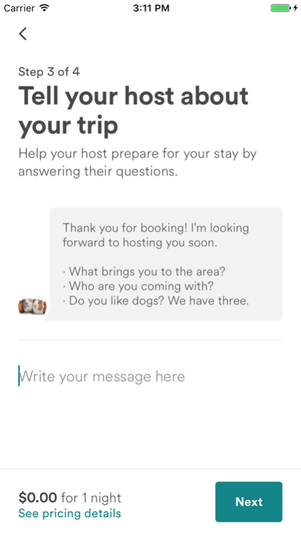 Carrier 3:11 PM
Step 3 of 4
Tell your host about
your trip
Help your host prepare for your stay by
answering their questions.
Thank you for booking! I'm looking
forward to hosting you soon.
· What brings you to the area?
· Who are you coming with?
· Do you like dogs? We have three.
Write your message here
$0.00 for 1 night
See pricing details
Next